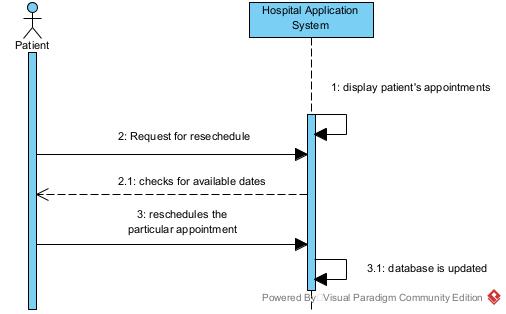 Hospital Application
System
Patient
1: display patient's appointments
2: Request for reseschedule
2.1: checks for available dates
3: reschedules the
particular appointment
3.1: database is updated
Powered By Visual Paradigm Community Edition